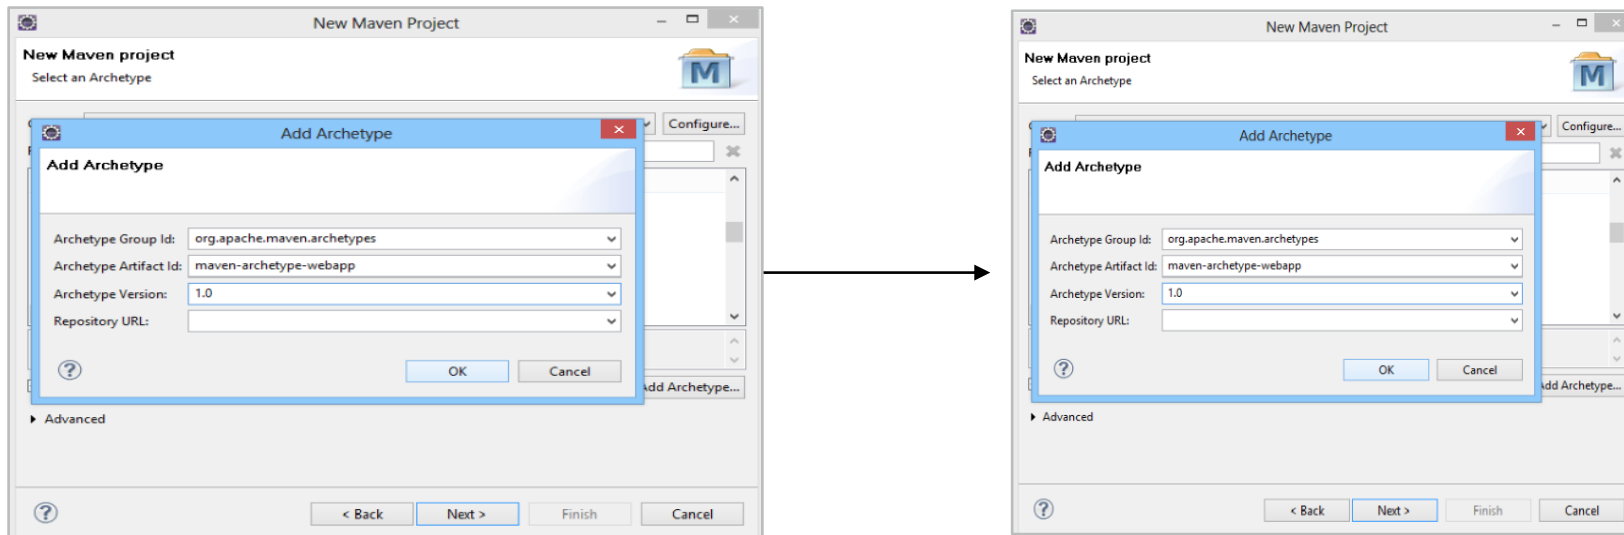 New Maven Project
New Maven project
Select an Archetype
M
Configure...
Add Archetype
Add Archetype
Archetype Group Id: org.apache.maven.archetypes
Archetype Artifact Id: maven-archetype-webapp
Archetype Version: 1.0
Repository URL:
? OK Cancel
Add Archetype...
Advanced
? < Back Next > Finish Cancel
New Maven Project
New Maven project
Select an Archetype
M
Configure...
Add Archetype
Add Archetype
Archetype Group Id: org.apache.maven.archetypes
Archetype Artifact Id: maven-archetype-webapp
Archetype Version: 1.0
Repository URL:
? OK Cancel
Add Archetype...
Advanced
? < Back Next > Finish Cancel